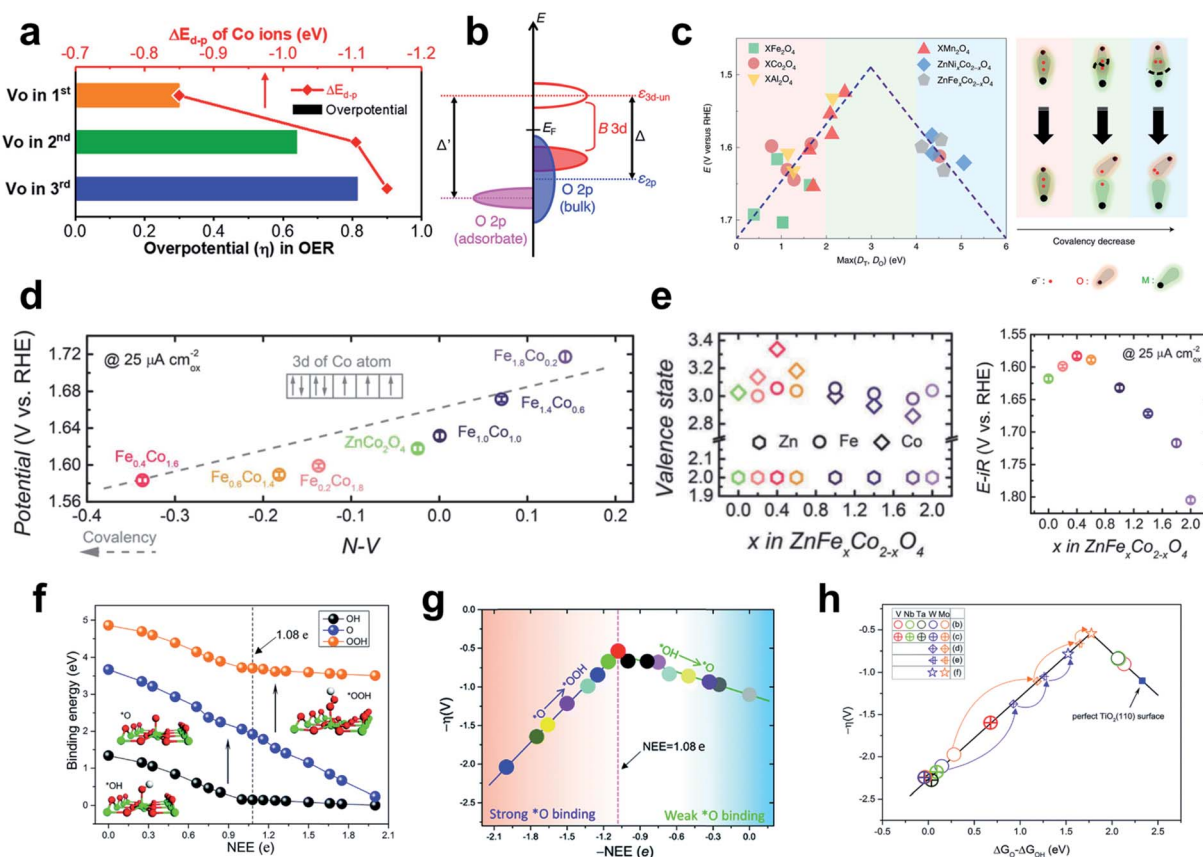 a
ΔE_d-p of Co ions (eV)
-0.7 -0.8 -0.9 -1.0 -1.1 -1.2
Vo in 1st
Vo in 2nd
Vo in 3rd
ΔE_d-p
Overpotential
0.0 0.2 0.4 0.6 0.8 1.0
Overpotential (η) in OER
b
E
ε_3d-un
E_F
B 3d
Δ'
Δ
ε_2p
O 2p
(bulk)
O 2p
(adsorbate)
c
XFe₂O₄
XCo₂O₄
XAl₂O₄
XMn₂O₄
ZnNiₓCo₂₋ₓO₄
ZnFeₓCo₂₋ₓO₄
E (V versus RHE)
1.5
1.6
1.7
0 1 2 3 4 5 6
Max(D_T, D_O) (eV)
Covalency decrease
e⁻ : O : M :
d
@ 25 μA cm⁻²_ox
3d of Co atom
Fe₁.₈Co₀.₂
Fe₁.₄Co₀.₆
Fe₁.₀Co₁.₀
ZnCo₂O₄
Fe₀.₂Co₁.₈
Fe₀.₆Co₁.₄
Fe₀.₄Co₁.₆
Potential (V vs. RHE)
1.72
1.68
1.64
1.60
1.56
-0.4 -0.3 -0.2 -0.1 0.0 0.1 0.2
Covalency
N-V
e
Valence state
3.4
3.2
3.0
2.8
2.1
2.0
1.9
Zn Fe Co
0.0 0.4 0.8 1.2 1.6 2.0
x in ZnFeₓCo₂₋ₓO₄
@ 25 μA cm⁻²_ox
E-iR (V vs. RHE)
1.55
1.60
1.65
1.70
1.75
1.80
0.0 0.4 0.8 1.2 1.6 2.0
x in ZnFeₓCo₂₋ₓO₄
f
OH
O
OOH
1.08 e
*OOH
*O
*OH
Binding energy (eV)
5
4
3
2
1
0
0.0 0.3 0.6 0.9 1.2 1.5 1.8 2.1
NEE (e)
g
-η(V)
0.0
-0.5
-1.0
-1.5
-2.0
-2.5
*O → *OOH
*OH → *O
NEE=1.08 e
Strong *O binding
Weak *O binding
-2.1 -1.8 -1.5 -1.2 -0.9 -0.6 -0.3 0.0
-NEE (e)
h
V Nb Ta W Mo
(b)
(c)
(d)
(e)
(f)
perfect TiO₂(110) surface
-η(V)
0.0
-0.5
-1.0
-1.5
-2.0
-2.5
-0.5 0.0 0.5 1.0 1.5 2.0 2.5 3.0
ΔG_O-ΔG_OH (eV)